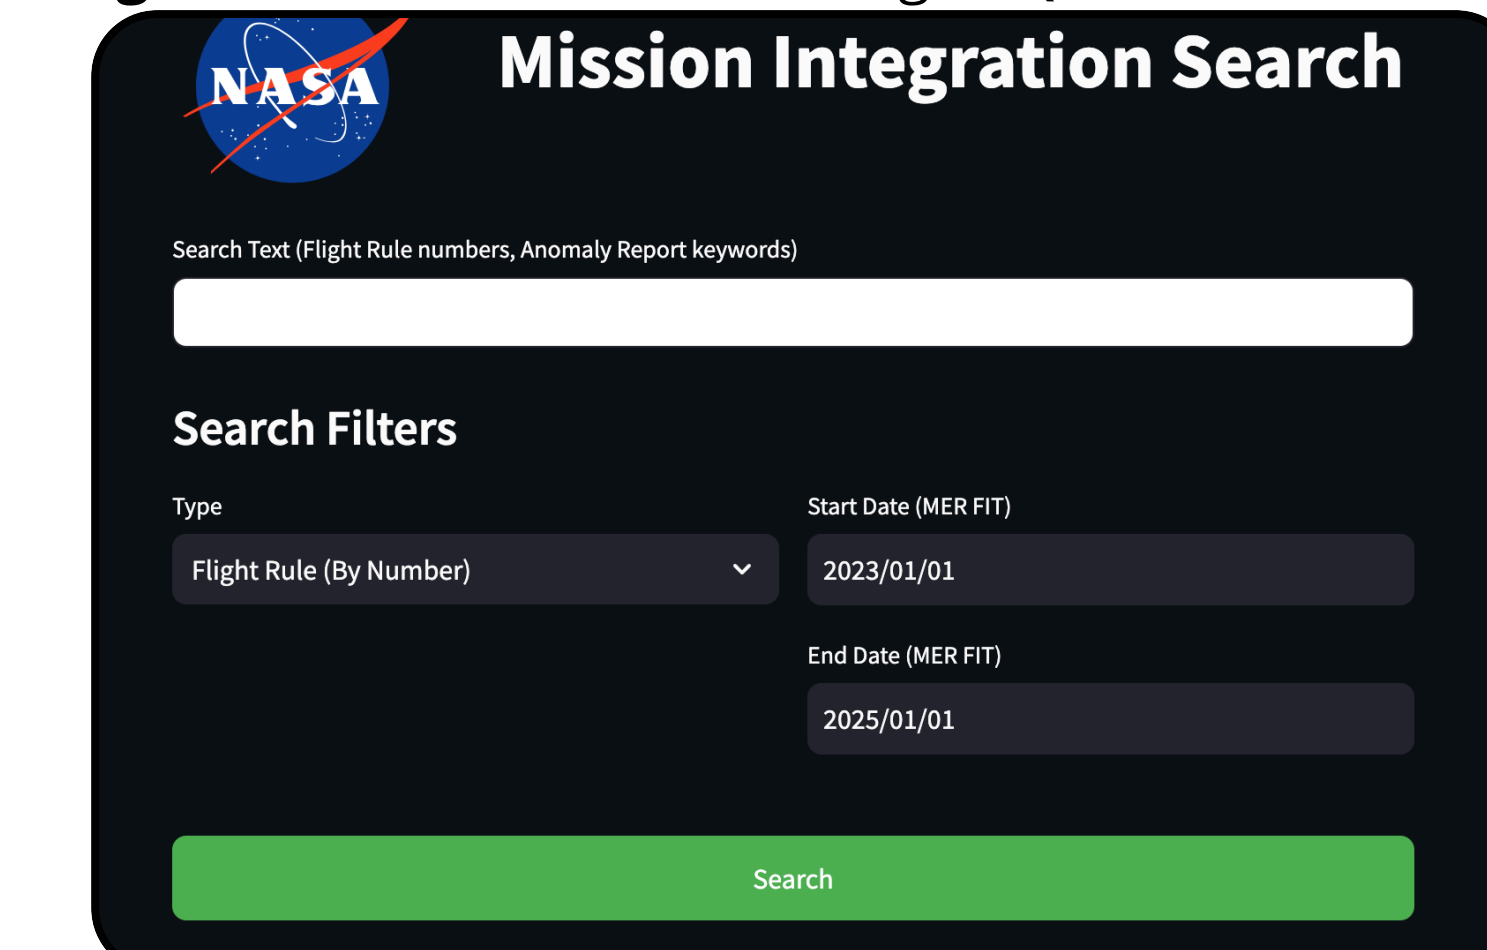 NASA
Mission Integration Search
Search Text (Flight Rule numbers, Anomaly Report keywords)
Search Filters
Type
Start Date (MER FIT)
Flight Rule (By Number)
2023/01/01
End Date (MER FIT)
2025/01/01
Search